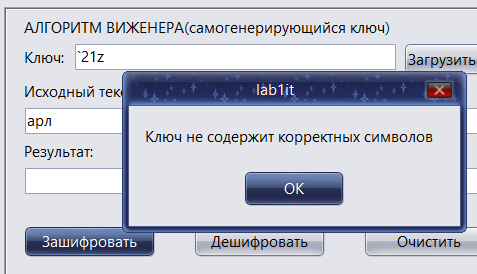 АЛГОРИТМ ВИЖЕНЕРА(самогенерирующийся ключ)
Ключ: `21z Загрузить
lab1it
Исходный текс
арл
Ключ не содержит корректных символов
Результат:
OK
Зашифровать Дешифровать Очистить